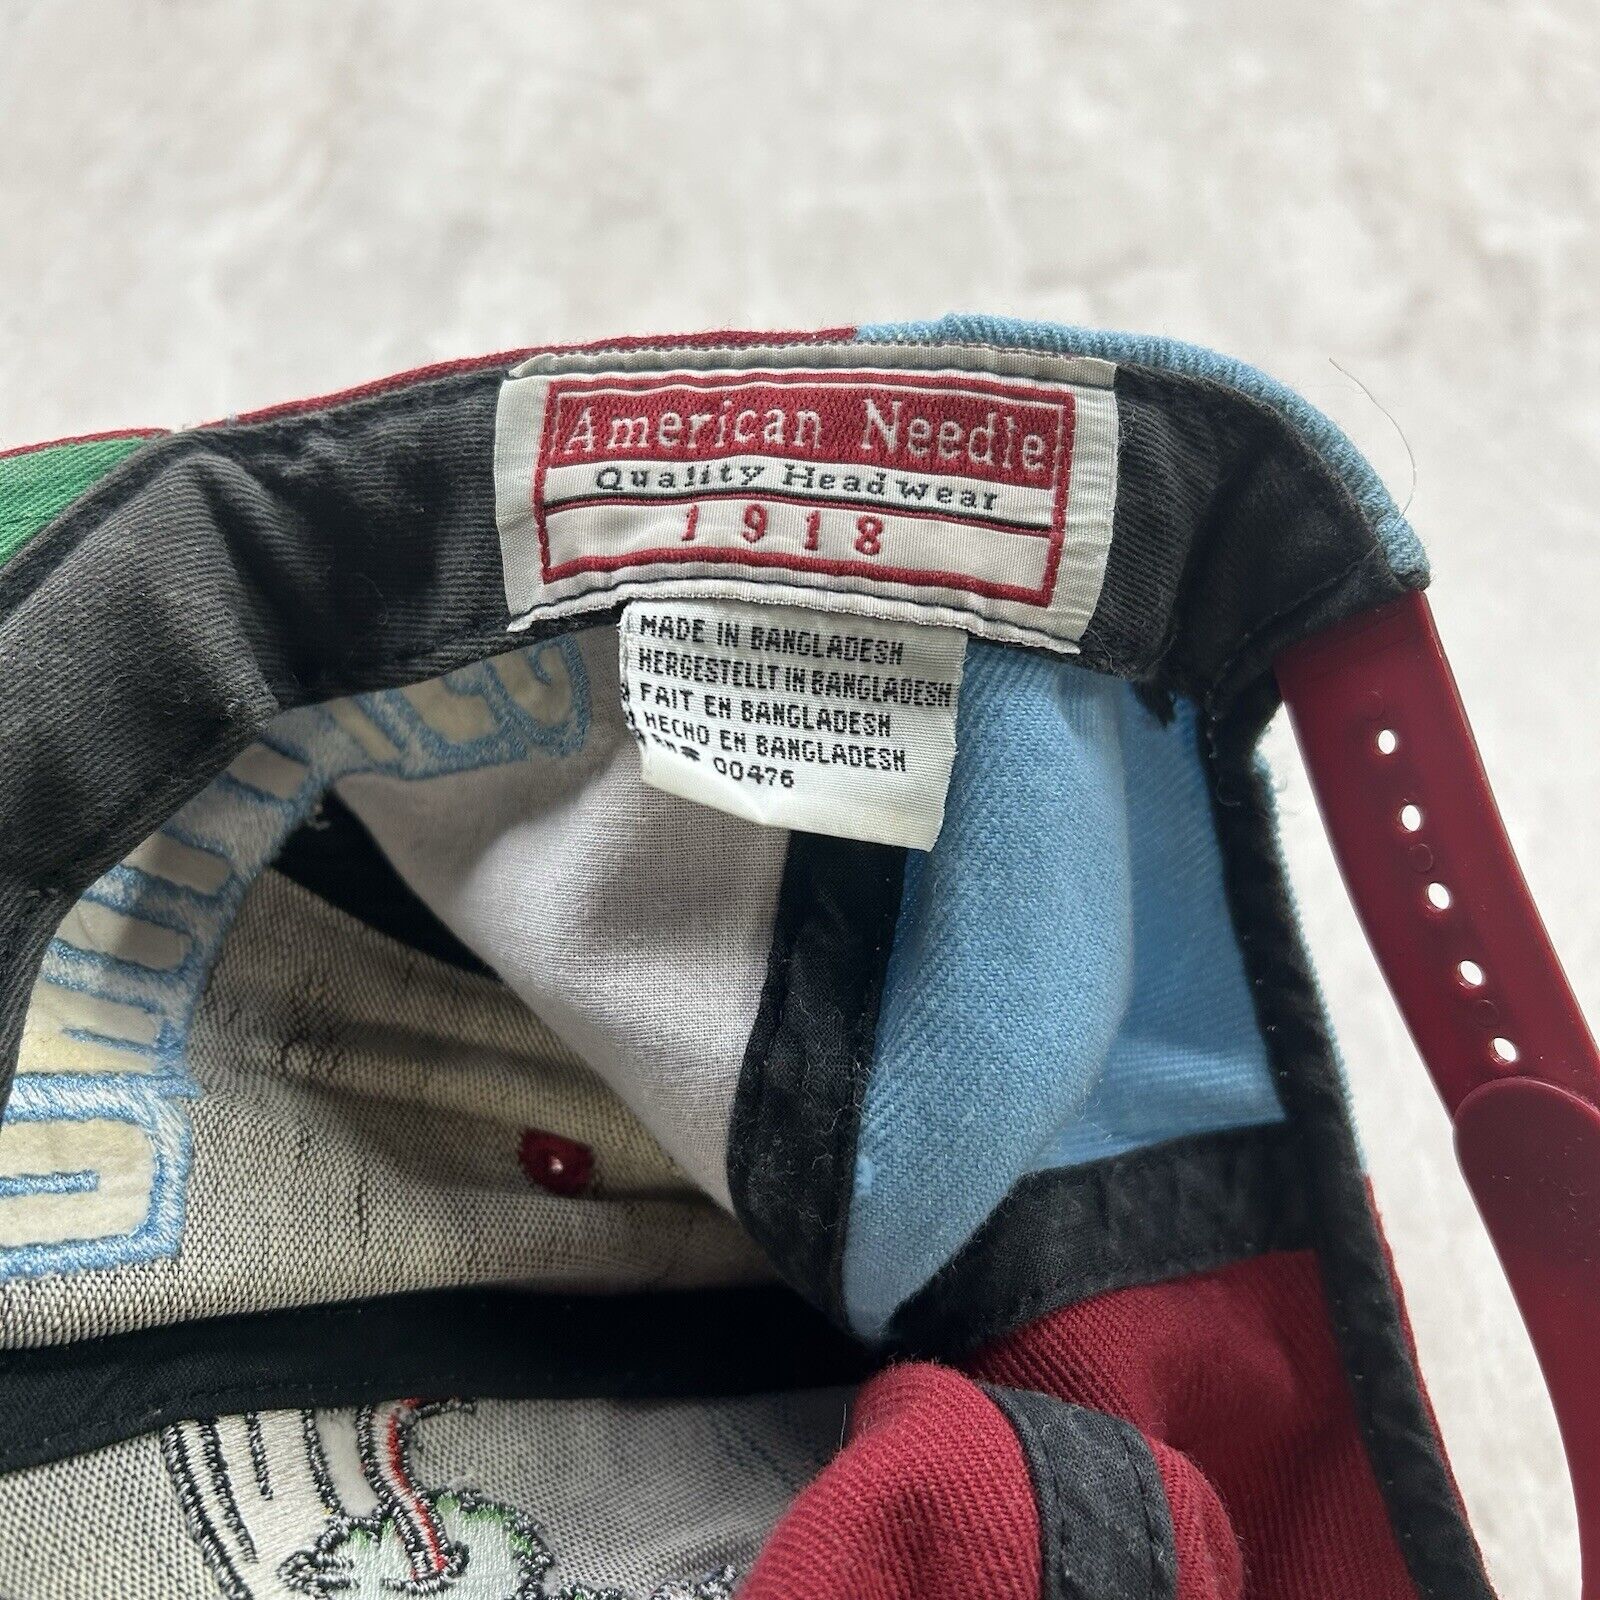 American Needle
Quality Headwear
1918
MADE IN BANGLADESH
HERGESTELLT IN BANGLADESH
FAIT EN BANGLADESH
HECHO EN BANGLADESH
00476